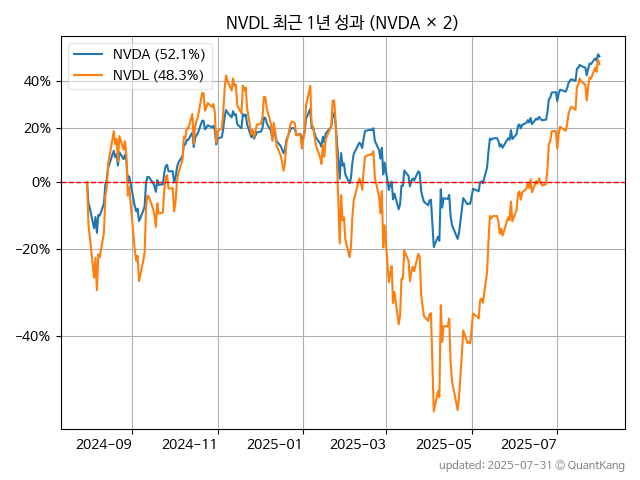 NVDL 최근 1년 성과 (NVDA × 2)
NVDA (52.1%)
NVDL (48.3%)
40%
20%
0%
−20%
−40%
2024−09
2024−11
2025−01
2025−03
2025−05
2025−07
updated: 2025-07-31 © QuantKang